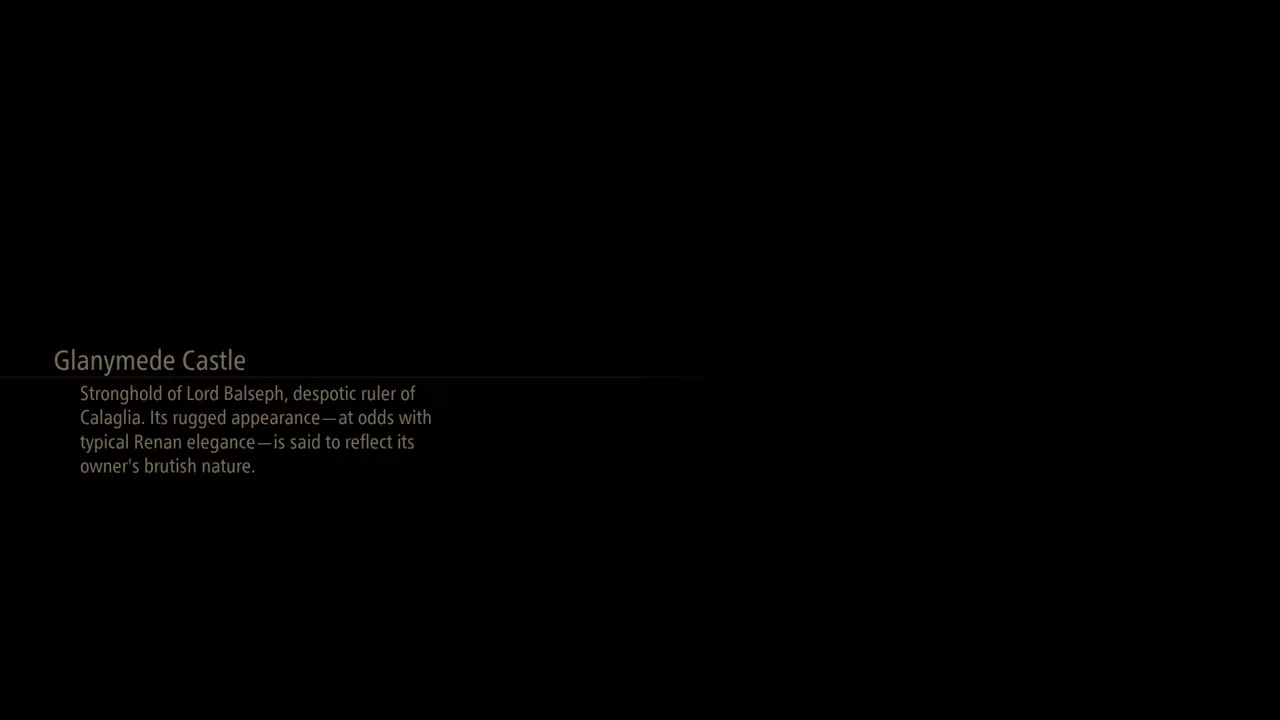 Glanymede Castle
Stronghold of Lord Balseph, despotic ruler of
Calaglia. Its rugged appearance—at odds with
typical Renan elegance—is said to reflect its
owner's brutish nature.